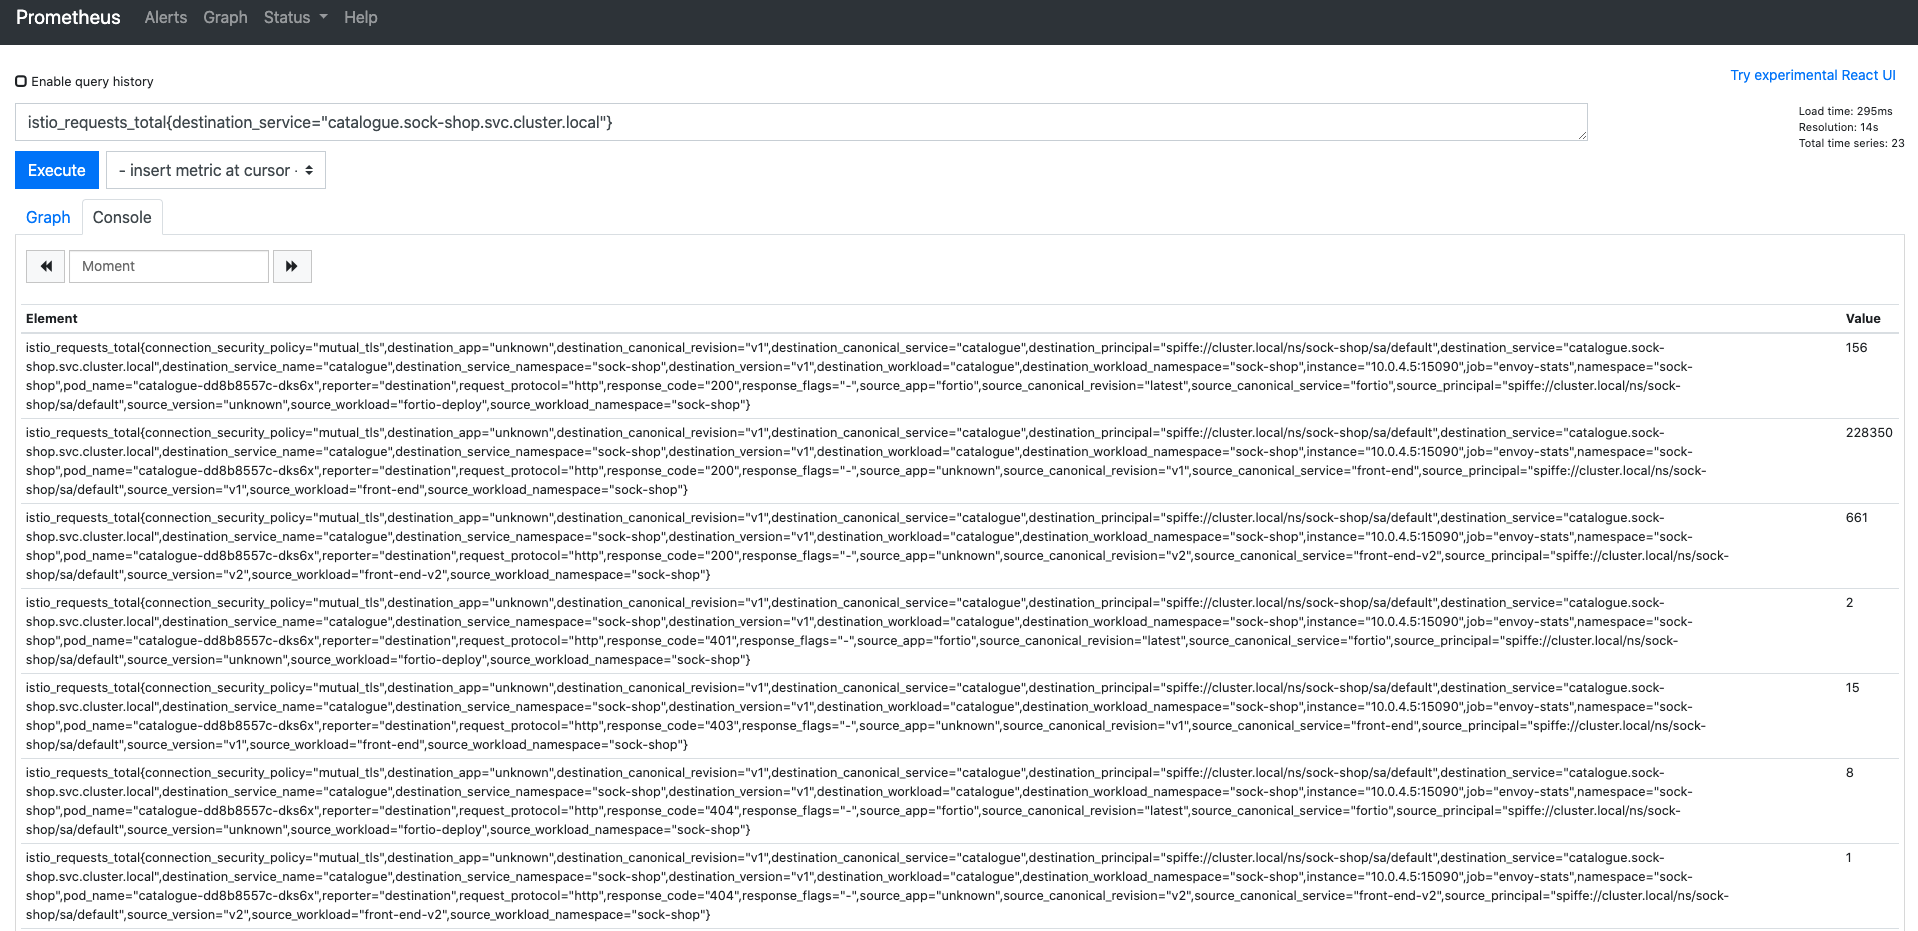 Prometheus Alerts Graph Status Help
Enable query history
Try experimental React UI
istio_requests_total{destination_service="catalogue.sock-shop.svc.cluster.local"}
Load time: 295ms
Resolution: 14s
Total time series: 23
Execute - insert metric at cursor -
Graph Console
Moment
Element Value
istio_requests_total{connection_security_policy="mutual_tls",destination_app="unknown",destination_canonical_revision="v1",destination_canonical_service="catalogue",destination_principal="spiffe://cluster.local/ns/sock-shop/sa/default",destination_service="catalogue.sock- 156
shop.svc.cluster.local",destination_service_name="catalogue",destination_service_namespace="sock-shop",destination_version="v1",destination_workload="catalogue",destination_workload_namespace="sock-shop",instance="10.0.4.5:15090",job="envoy-stats",namespace="sock-
shop",pod_name="catalogue-dd8b8557c-dks6x",reporter="destination",request_protocol="http",response_code="200",response_flags="-",source_app="fortio",source_canonical_revision="latest",source_canonical_service="fortio",source_principal="spiffe://cluster.local/ns/sock-
shop/sa/default",source_version="unknown",source_workload="fortio-deploy",source_workload_namespace="sock-shop"}
istio_requests_total{connection_security_policy="mutual_tls",destination_app="unknown",destination_canonical_revision="v1",destination_canonical_service="catalogue",destination_principal="spiffe://cluster.local/ns/sock-shop/sa/default",destination_service="catalogue.sock- 228350
shop.svc.cluster.local",destination_service_name="catalogue",destination_service_namespace="sock-shop",destination_version="v1",destination_workload="catalogue",destination_workload_namespace="sock-shop",instance="10.0.4.5:15090",job="envoy-stats",namespace="sock-
shop",pod_name="catalogue-dd8b8557c-dks6x",reporter="destination",request_protocol="http",response_code="200",response_flags="-",source_app="unknown",source_canonical_revision="v1",source_canonical_service="front-end",source_principal="spiffe://cluster.local/ns/sock-
shop/sa/default",source_version="v1",source_workload="front-end",source_workload_namespace="sock-shop"}
istio_requests_total{connection_security_policy="mutual_tls",destination_app="unknown",destination_canonical_revision="v1",destination_canonical_service="catalogue",destination_principal="spiffe://cluster.local/ns/sock-shop/sa/default",destination_service="catalogue.sock- 661
shop.svc.cluster.local",destination_service_name="catalogue",destination_service_namespace="sock-shop",destination_version="v1",destination_workload="catalogue",destination_workload_namespace="sock-shop",instance="10.0.4.5:15090",job="envoy-stats",namespace="sock-
shop",pod_name="catalogue-dd8b8557c-dks6x",reporter="destination",request_protocol="http",response_code="200",response_flags="-",source_app="unknown",source_canonical_revision="v2",source_canonical_service="front-end-v2",source_principal="spiffe://cluster.local/ns/sock-
shop/sa/default",source_version="v2",source_workload="front-end-v2",source_workload_namespace="sock-shop"}
istio_requests_total{connection_security_policy="mutual_tls",destination_app="unknown",destination_canonical_revision="v1",destination_canonical_service="catalogue",destination_principal="spiffe://cluster.local/ns/sock-shop/sa/default",destination_service="catalogue.sock- 2
shop.svc.cluster.local",destination_service_name="catalogue",destination_service_namespace="sock-shop",destination_version="v1",destination_workload="catalogue",destination_workload_namespace="sock-shop",instance="10.0.4.5:15090",job="envoy-stats",namespace="sock-
shop",pod_name="catalogue-dd8b8557c-dks6x",reporter="destination",request_protocol="http",response_code="401",response_flags="-",source_app="fortio",source_canonical_revision="latest",source_canonical_service="fortio",source_principal="spiffe://cluster.local/ns/sock-
shop/sa/default",source_version="unknown",source_workload="fortio-deploy",source_workload_namespace="sock-shop"}
istio_requests_total{connection_security_policy="mutual_tls",destination_app="unknown",destination_canonical_revision="v1",destination_canonical_service="catalogue",destination_principal="spiffe://cluster.local/ns/sock-shop/sa/default",destination_service="catalogue.sock- 15
shop.svc.cluster.local",destination_service_name="catalogue",destination_service_namespace="sock-shop",destination_version="v1",destination_workload="catalogue",destination_workload_namespace="sock-shop",instance="10.0.4.5:15090",job="envoy-stats",namespace="sock-
shop",pod_name="catalogue-dd8b8557c-dks6x",reporter="destination",request_protocol="http",response_code="403",response_flags="-",source_app="unknown",source_canonical_revision="v1",source_canonical_service="front-end",source_principal="spiffe://cluster.local/ns/sock-
shop/sa/default",source_version="v1",source_workload="front-end",source_workload_namespace="sock-shop"}
istio_requests_total{connection_security_policy="mutual_tls",destination_app="unknown",destination_canonical_revision="v1",destination_canonical_service="catalogue",destination_principal="spiffe://cluster.local/ns/sock-shop/sa/default",destination_service="catalogue.sock- 8
shop.svc.cluster.local",destination_service_name="catalogue",destination_service_namespace="sock-shop",destination_version="v1",destination_workload="catalogue",destination_workload_namespace="sock-shop",instance="10.0.4.5:15090",job="envoy-stats",namespace="sock-
shop",pod_name="catalogue-dd8b8557c-dks6x",reporter="destination",request_protocol="http",response_code="404",response_flags="-",source_app="fortio",source_canonical_revision="latest",source_canonical_service="fortio",source_principal="spiffe://cluster.local/ns/sock-
shop/sa/default",source_version="unknown",source_workload="fortio-deploy",source_workload_namespace="sock-shop"}
istio_requests_total{connection_security_policy="mutual_tls",destination_app="unknown",destination_canonical_revision="v1",destination_canonical_service="catalogue",destination_principal="spiffe://cluster.local/ns/sock-shop/sa/default",destination_service="catalogue.sock- 1
shop.svc.cluster.local",destination_service_name="catalogue",destination_service_namespace="sock-shop",destination_version="v1",destination_workload="catalogue",destination_workload_namespace="sock-shop",instance="10.0.4.5:15090",job="envoy-stats",namespace="sock-
shop",pod_name="catalogue-dd8b8557c-dks6x",reporter="destination",request_protocol="http",response_code="404",response_flags="-",source_app="unknown",source_canonical_revision="v2",source_canonical_service="front-end-v2",source_principal="spiffe://cluster.local/ns/sock-
shop/sa/default",source_version="v2",source_workload="front-end-v2",source_workload_namespace="sock-shop"}